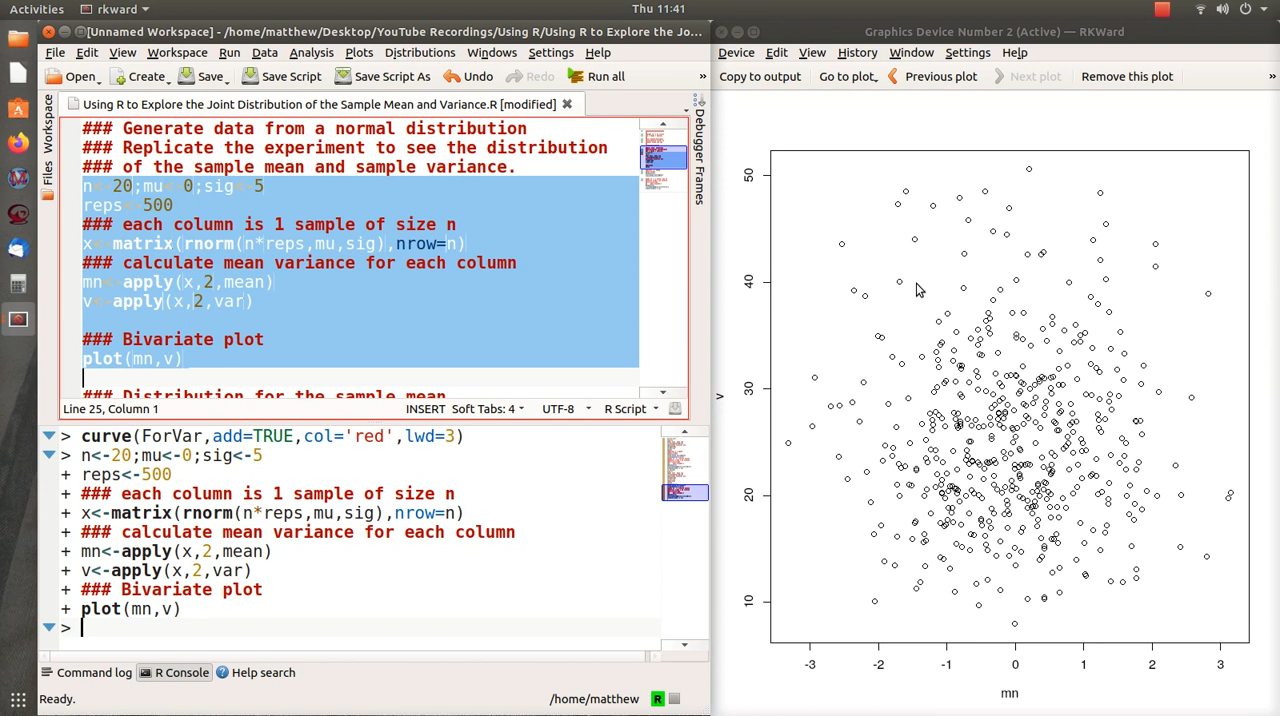 Activities rkward Thu 11:41
[Unnamed Workspace] - /home/matthew/Desktop/YouTube Recordings/Using R/Using R to Explore the Jo...
Graphics Device Number 2 (Active) — RKWard
File Edit View Workspace Run Data Analysis Plots Distributions Windows Settings Help
Device Edit View History Window Settings Help
Open Create Save Save Script Save Script As Undo Redo Run all »
Copy to output Go to plot Previous plot Next plot Remove this plot »
Using R to Explore the Joint Distribution of the Sample Mean and Variance.R [modified]
Workspace
Files
Debugger Frames
### Generate data from a normal distribution
### Replicate the experiment to see the distribution
### of the sample mean and sample variance.
n<-20;mu<-0;sig<-5
reps<-500
### each column is 1 sample of size n
x<-matrix(rnorm(n*reps,mu,sig),nrow=n)
### calculate mean variance for each column
mn<-apply(x,2,mean)
v<-apply(x,2,var)
### Bivariate plot
plot(mn,v)
### Distribution for the sample mean
Line 25, Column 1 INSERT Soft Tabs: 4 UTF-8 R Script
> curve(ForVar,add=TRUE,col='red',lwd=3)
> n<-20;mu<-0;sig<-5
+ reps<-500
+ ### each column is 1 sample of size n
+ x<-matrix(rnorm(n*reps,mu,sig),nrow=n)
+ ### calculate mean variance for each column
+ mn<-apply(x,2,mean)
+ v<-apply(x,2,var)
+ ### Bivariate plot
+ plot(mn,v)
>
Command log R Console Help search
Ready. /home/matthew R
50
40
30
20
10
v
-3 -2 -1 0 1 2 3
mn